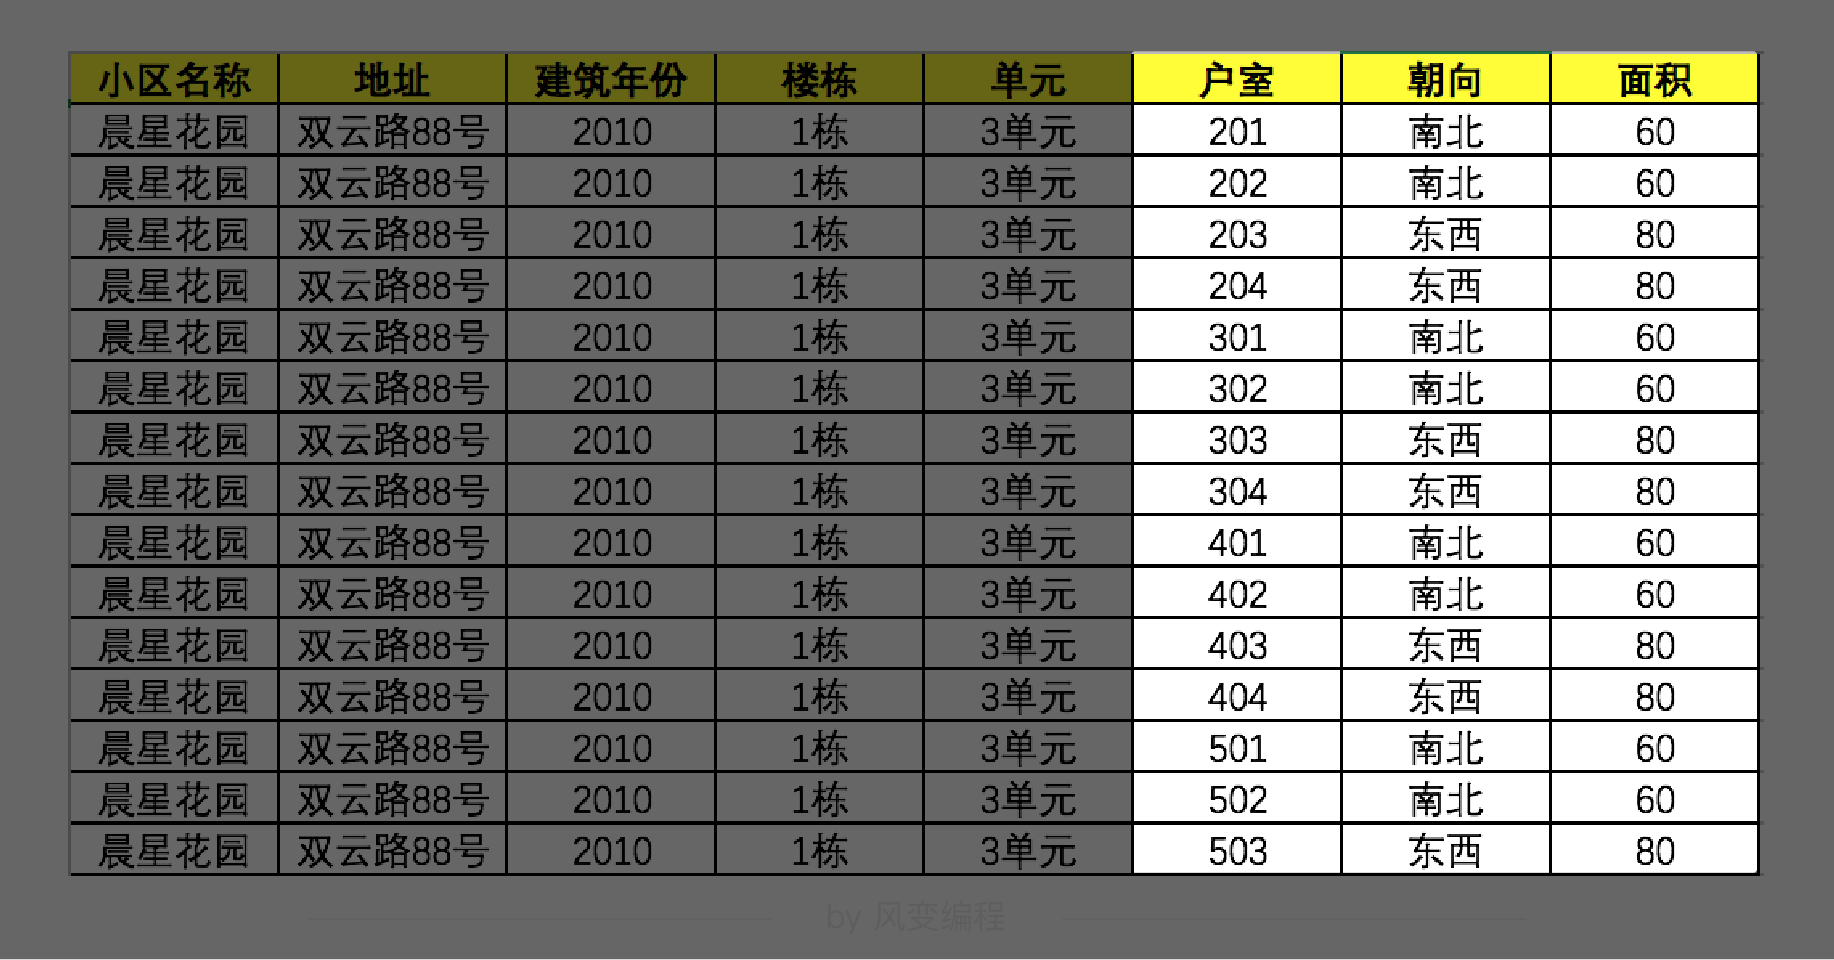 小区名称 地址 建筑年份 楼栋 单元 户室 朝向 面积
晨星花园 双云路88号 2010 1栋 3单元 201 南北 60
晨星花园 双云路88号 2010 1栋 3单元 202 南北 60
晨星花园 双云路88号 2010 1栋 3单元 203 东西 80
晨星花园 双云路88号 2010 1栋 3单元 204 东西 80
晨星花园 双云路88号 2010 1栋 3单元 301 南北 60
晨星花园 双云路88号 2010 1栋 3单元 302 南北 60
晨星花园 双云路88号 2010 1栋 3单元 303 东西 80
晨星花园 双云路88号 2010 1栋 3单元 304 东西 80
晨星花园 双云路88号 2010 1栋 3单元 401 南北 60
晨星花园 双云路88号 2010 1栋 3单元 402 南北 60
晨星花园 双云路88号 2010 1栋 3单元 403 东西 80
晨星花园 双云路88号 2010 1栋 3单元 404 东西 80
晨星花园 双云路88号 2010 1栋 3单元 501 南北 60
晨星花园 双云路88号 2010 1栋 3单元 502 南北 60
晨星花园 双云路88号 2010 1栋 3单元 503 东西 80
by 风变编程